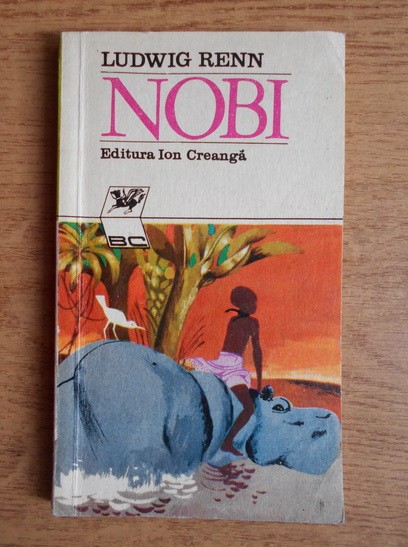 LUDWIG RENN
NOBI
Editura Ion Creangă
BC